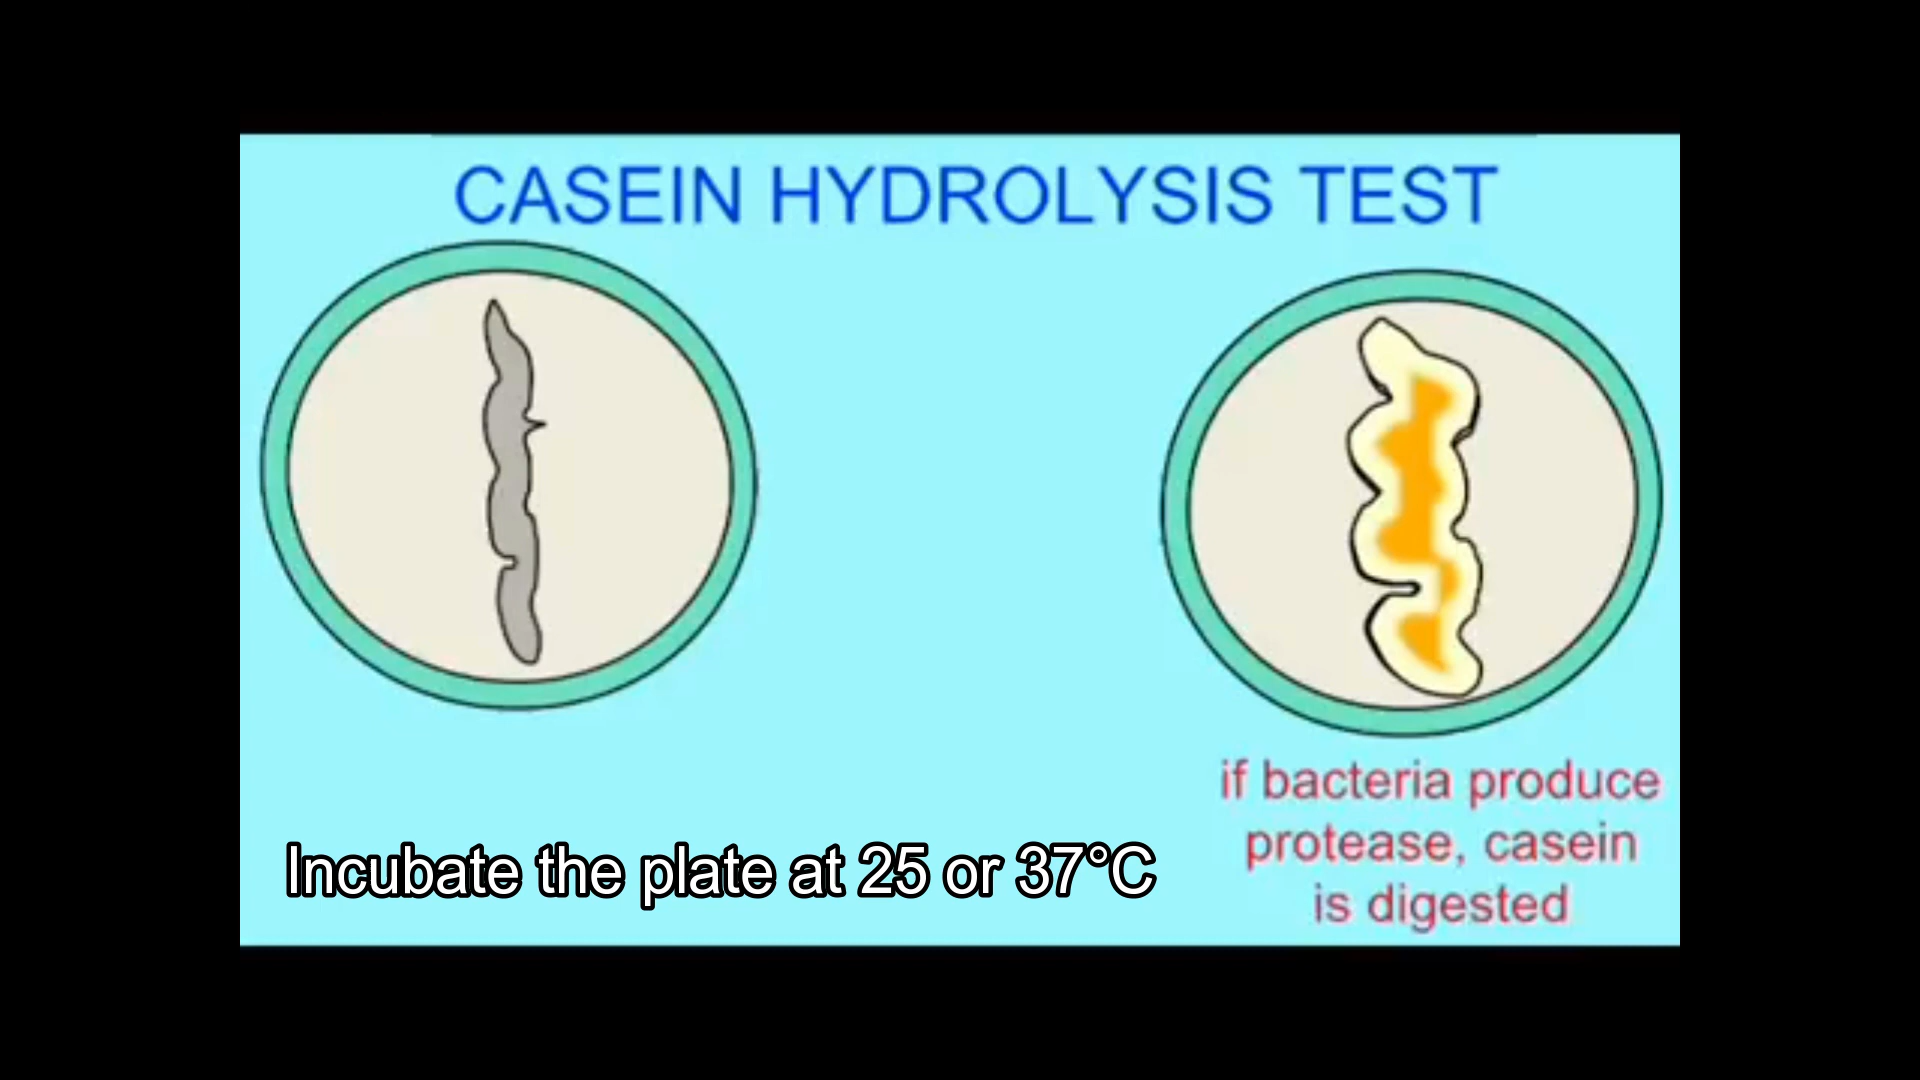 CASEIN HYDROLYSIS TEST
if bacteria produce
protease, casein
is digested
Incubate the plate at 25 or 37°C